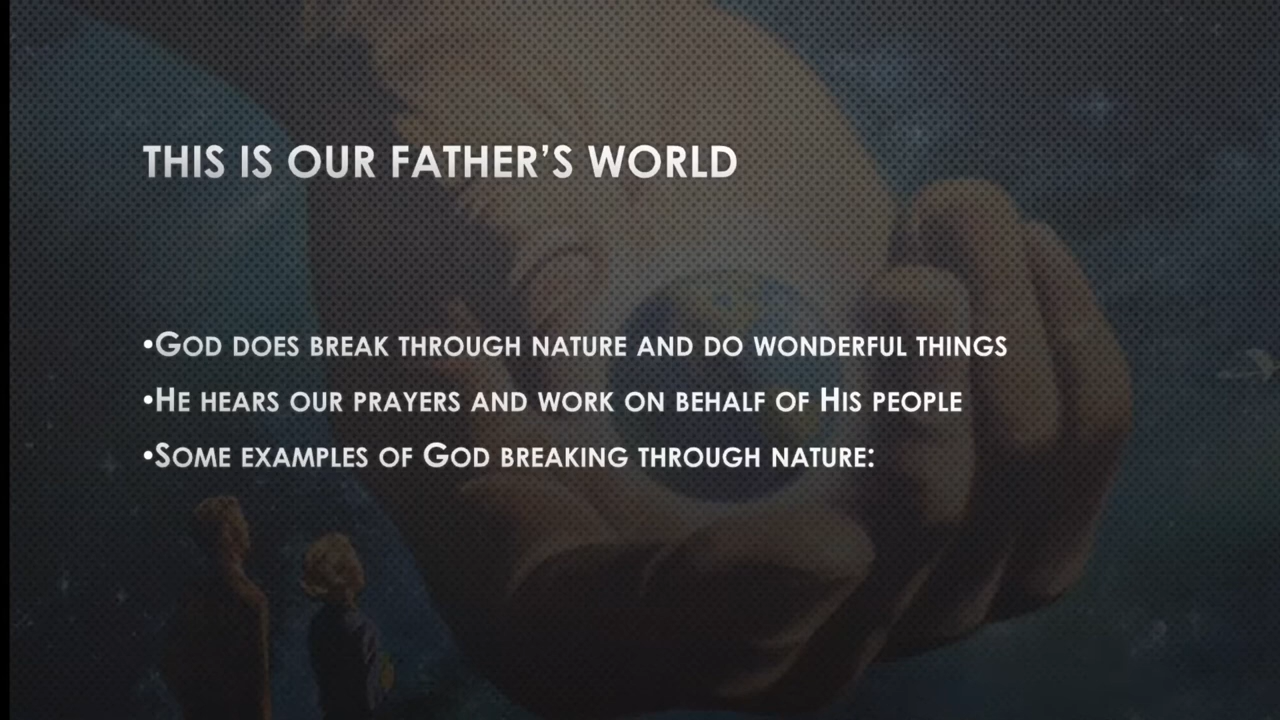 THIS IS OUR FATHER’S WORLD
•GOD DOES BREAK THROUGH NATURE AND DO WONDERFUL THINGS
•HE HEARS OUR PRAYERS AND WORK ON BEHALF OF HIS PEOPLE
•SOME EXAMPLES OF GOD BREAKING THROUGH NATURE: